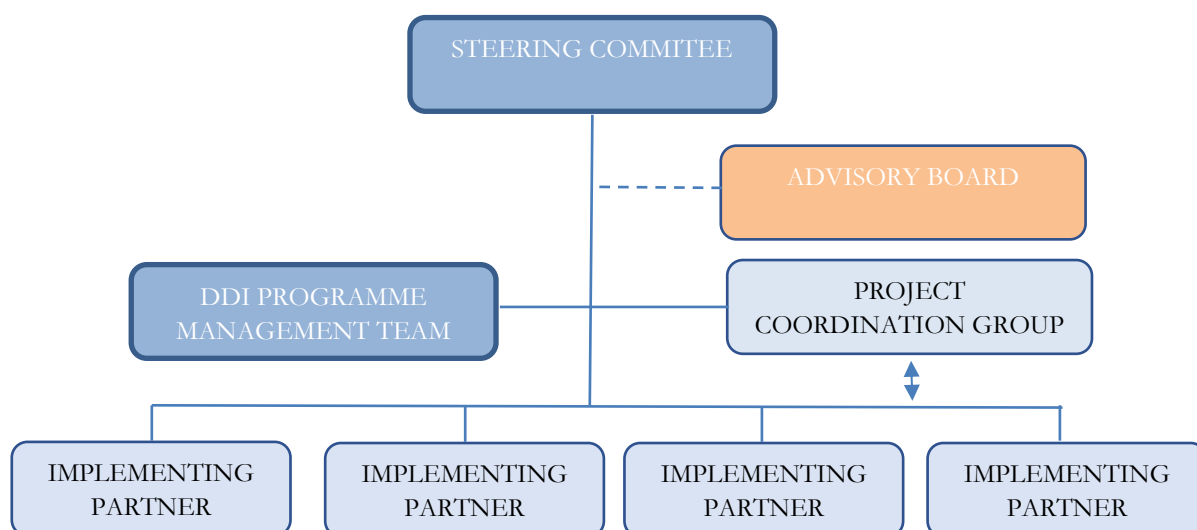 STEERING COMMITEE
ADVISORY BOARD
DDI PROGRAMME
MANAGEMENT TEAM
PROJECT
COORDINATION GROUP
IMPLEMENTING
PARTNER
IMPLEMENTING
PARTNER
IMPLEMENTING
PARTNER
IMPLEMENTING
PARTNER